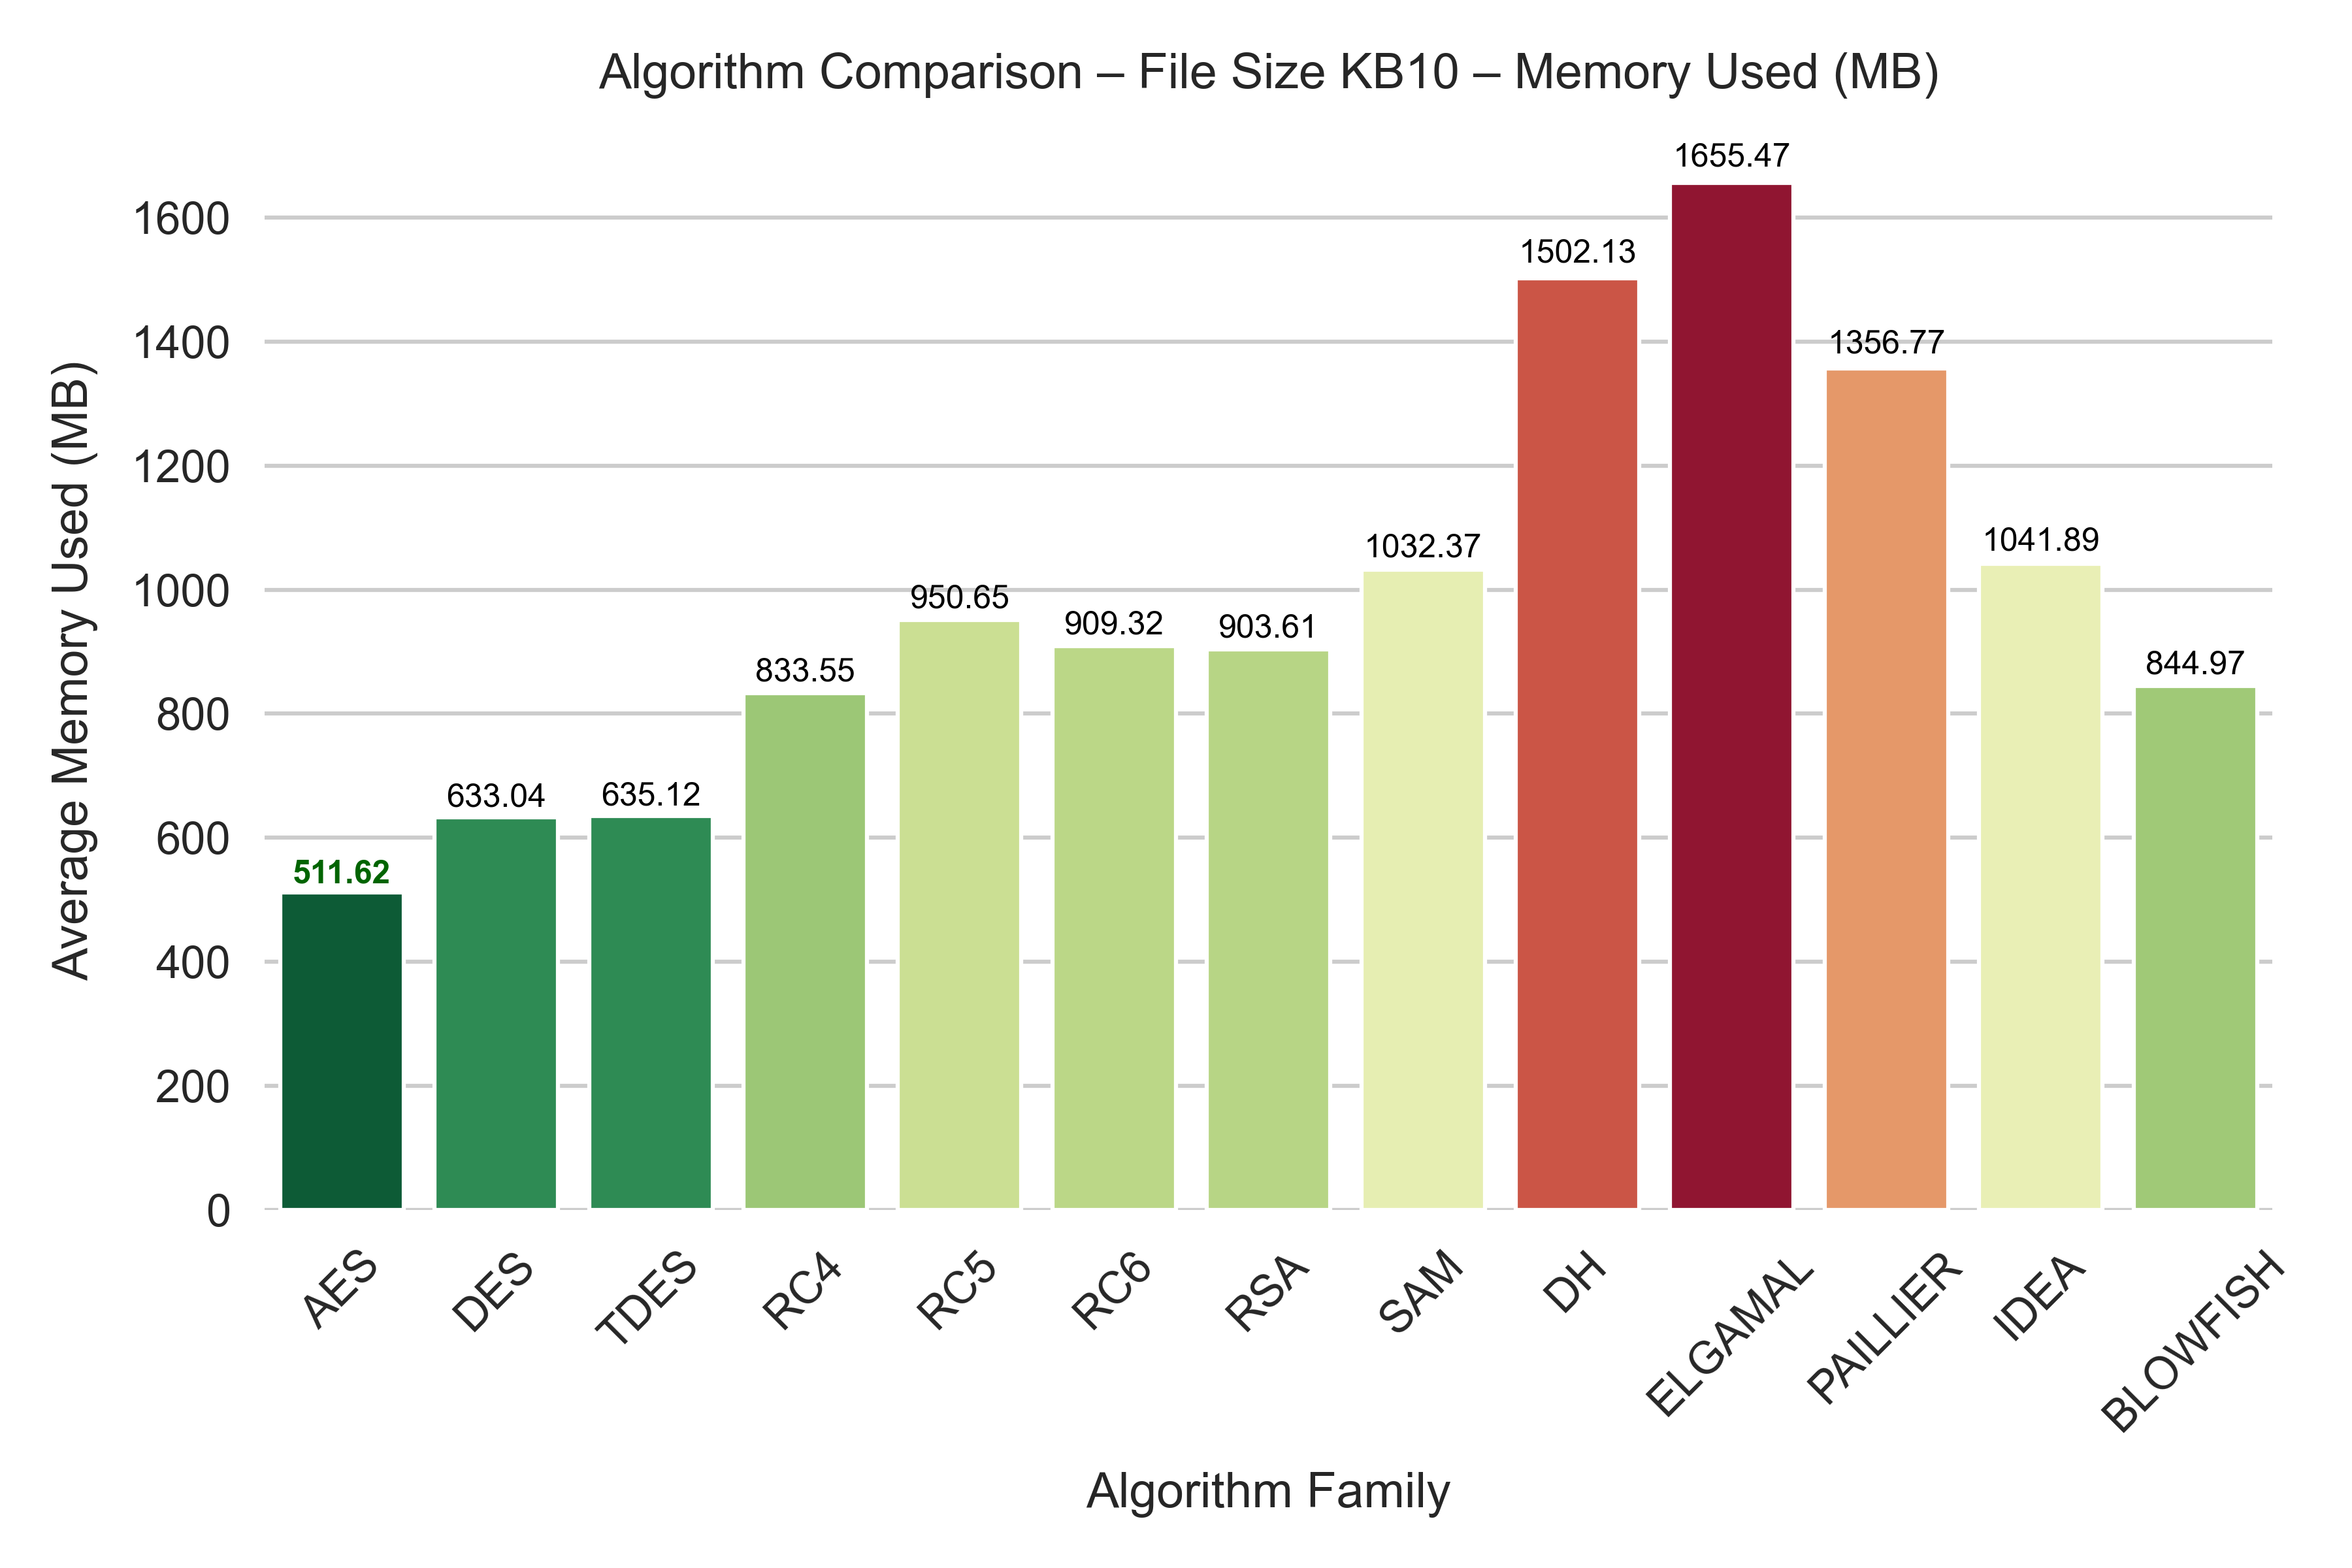 Algorithm Comparison – File Size KB10 – Memory Used (MB)
Average Memory Used (MB)
1600
1400
1200
1000
800
600
400
200
0
511.62
633.04
635.12
833.55
950.65
909.32
903.61
1032.37
1502.13
1655.47
1356.77
1041.89
844.97
AES
DES
TDES
RC4
RC5
RC6
RSA
SAM
DH
ELGAMAL
PAILLIER
IDEA
BLOWFISH
Algorithm Family